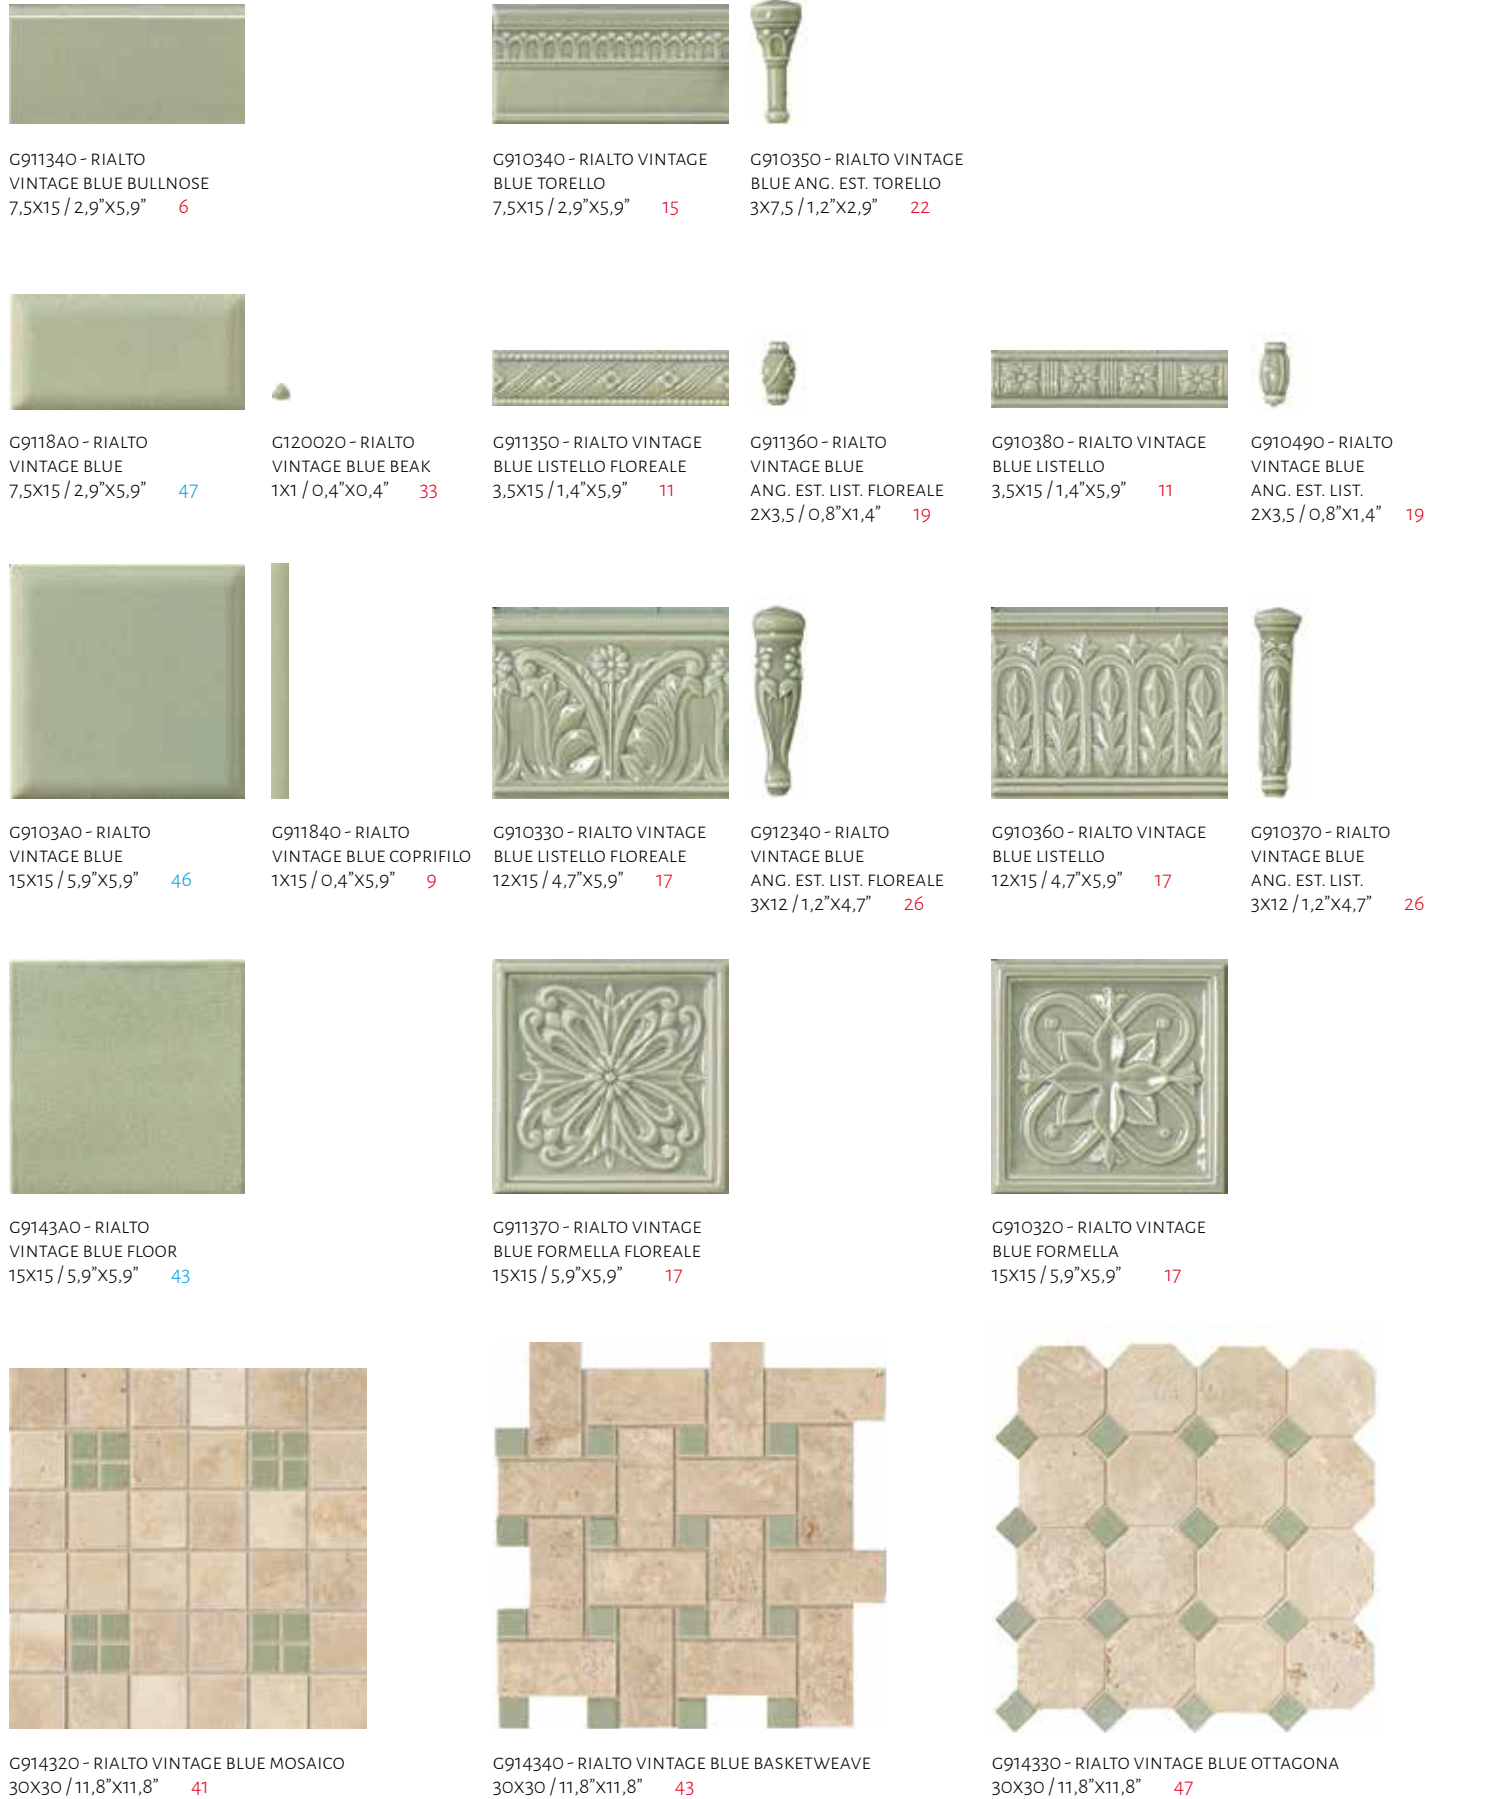 G911340 - RIALTO
VINTAGE BLUE BULLNOSE
7,5X15 / 2,9”X5,9” 6
G910340 - RIALTO VINTAGE
BLUE TORELLO
7,5X15 / 2,9”X5,9” 15
G910350 - RIALTO VINTAGE
BLUE ANG. EST. TORELLO
3X7,5 / 1,2”X2,9” 22
G9118A0 - RIALTO
VINTAGE BLUE
7,5X15 / 2,9”X5,9” 47
G120020 - RIALTO
VINTAGE BLUE BEAK
1X1 / 0,4”X0,4” 33
G911350 - RIALTO VINTAGE
BLUE LISTELLO FLOREALE
3,5X15 / 1,4”X5,9” 11
G911360 - RIALTO
VINTAGE BLUE
ANG. EST. LIST. FLOREALE
2X3,5 / 0,8”X1,4” 19
G910380 - RIALTO VINTAGE
BLUE LISTELLO
3,5X15 / 1,4”X5,9” 11
G910490 - RIALTO
VINTAGE BLUE
ANG. EST. LIST.
2X3,5 / 0,8”X1,4” 19
G9103A0 - RIALTO
VINTAGE BLUE
15X15 / 5,9”X5,9” 46
G911840 - RIALTO
VINTAGE BLUE COPRIFILO
1X15 / 0,4”X5,9” 9
G910330 - RIALTO VINTAGE
BLUE LISTELLO FLOREALE
12X15 / 4,7”X5,9” 17
G912340 - RIALTO
VINTAGE BLUE
ANG. EST. LIST. FLOREALE
3X12 / 1,2”X4,7” 26
G910360 - RIALTO VINTAGE
BLUE LISTELLO
12X15 / 4,7”X5,9” 17
G910370 - RIALTO
VINTAGE BLUE
ANG. EST. LIST.
3X12 / 1,2”X4,7” 26
G9143A0 - RIALTO
VINTAGE BLUE FLOOR
15X15 / 5,9”X5,9” 43
G911370 - RIALTO VINTAGE
BLUE FORMELLA FLOREALE
15X15 / 5,9”X5,9” 17
G910320 - RIALTO VINTAGE
BLUE FORMELLA
15X15 / 5,9”X5,9” 17
G914320 - RIALTO VINTAGE BLUE MOSAICO
30X30 / 11,8”X11,8” 41
G914340 - RIALTO VINTAGE BLUE BASKETWEAVE
30X30 / 11,8”X11,8” 43
G914330 - RIALTO VINTAGE BLUE OTTAGONA
30X30 / 11,8”X11,8” 47